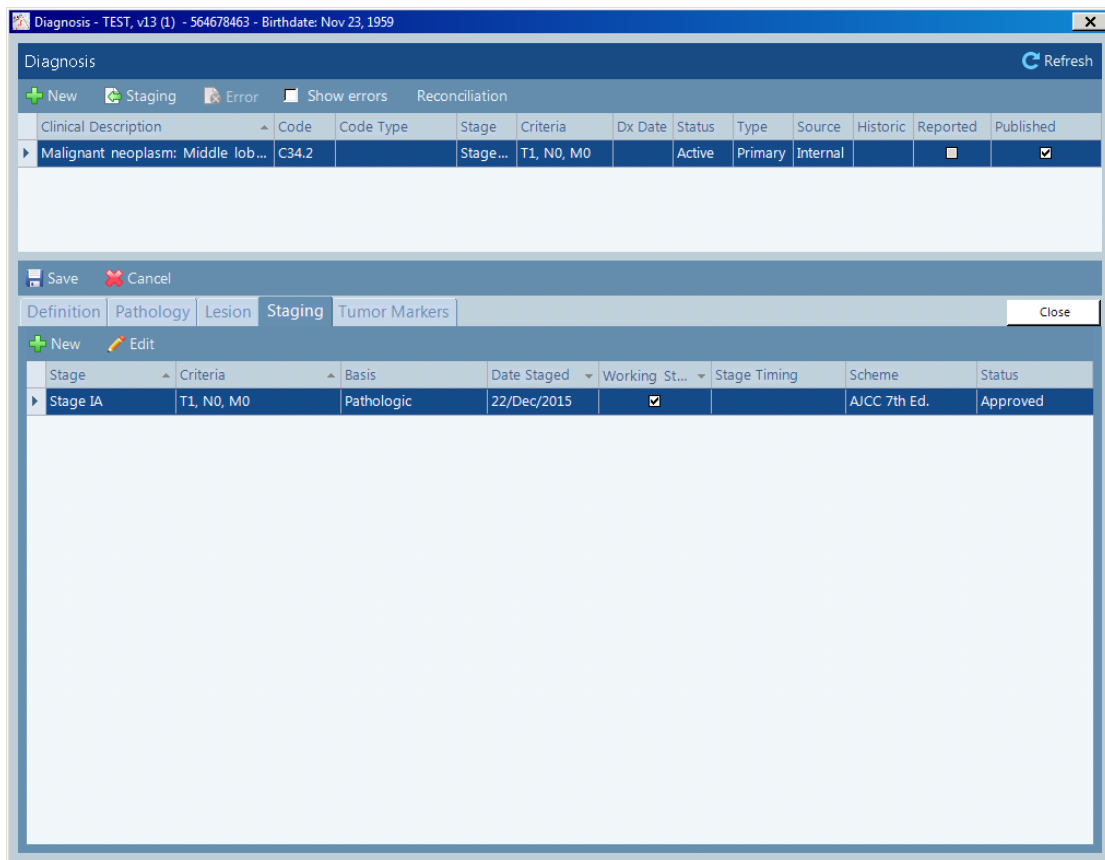 Diagnosis - TEST, v13 (1) - 564678463 - Birthdate: Nov 23, 1959
Diagnosis Refresh
New Staging Error Show errors Reconciliation
Clinical Description Code Code Type Stage Criteria Dx Date Status Type Source Historic Reported Published
Malignant neoplasm: Middle lob... C34.2 Stage... T1, N0, M0 Active Primary Internal
Save Cancel
Definition Pathology Lesion Staging Tumor Markers Close
New Edit
Stage Criteria Basis Date Staged Working St... Stage Timing Scheme Status
Stage IA T1, N0, M0 Pathologic 22/Dec/2015 AJCC 7th Ed. Approved